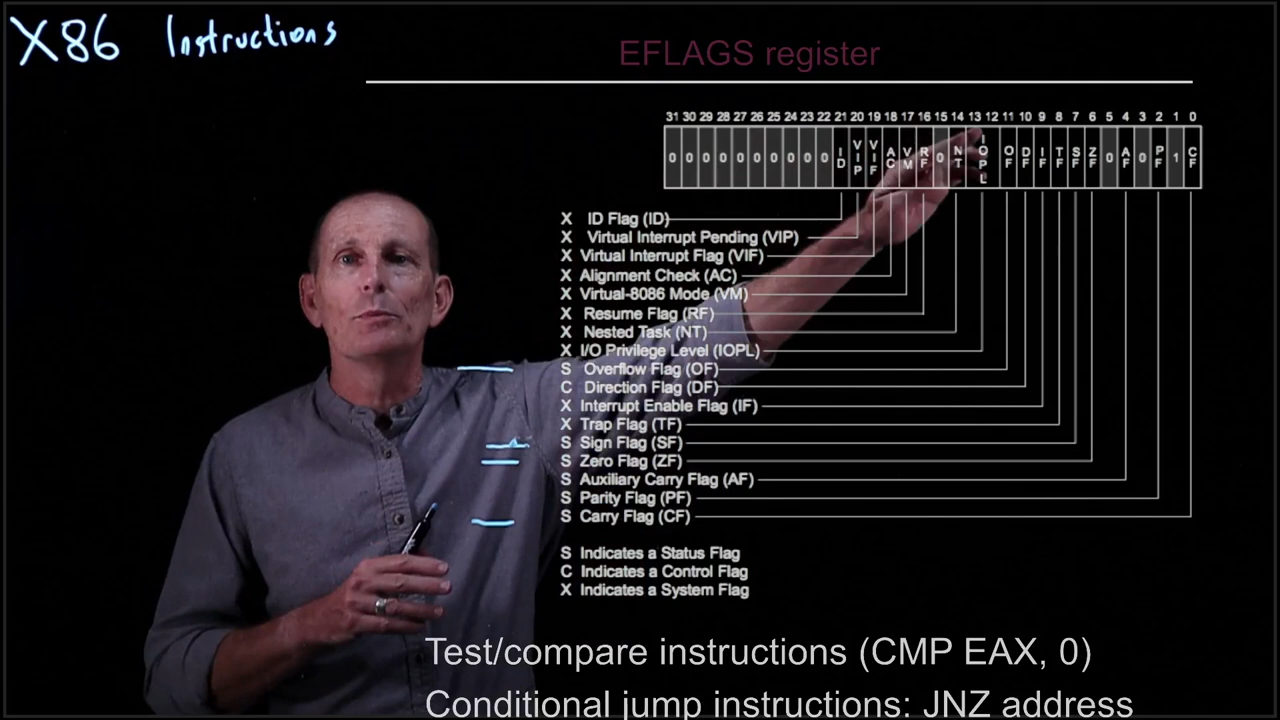 X86 Instructions
EFLAGS register
31 30 29 28 27 26 25 24 23 22 21 20 19 18 17 16 15 14 13 12 11 10 9 8 7 6 5 4 3 2 1 0
0 0 0 0 0 0 0 0 0 0 ID VIP VIF AC VM RF 0 NT IOPL OF DF IF TF SF ZF 0 AF 0 PF 1 CF
X ID Flag (ID)
X Virtual Interrupt Pending (VIP)
X Virtual Interrupt Flag (VIF)
X Alignment Check (AC)
X Virtual-8086 Mode (VM)
X Resume Flag (RF)
X Nested Task (NT)
X I/O Privilege Level (IOPL)
S Overflow Flag (OF)
C Direction Flag (DF)
X Interrupt Enable Flag (IF)
X Trap Flag (TF)
S Sign Flag (SF)
S Zero Flag (ZF)
S Auxiliary Carry Flag (AF)
S Parity Flag (PF)
S Carry Flag (CF)
S Indicates a Status Flag
C Indicates a Control Flag
X Indicates a System Flag
Test/compare instructions (CMP EAX, 0)
Conditional jump instructions: JNZ address